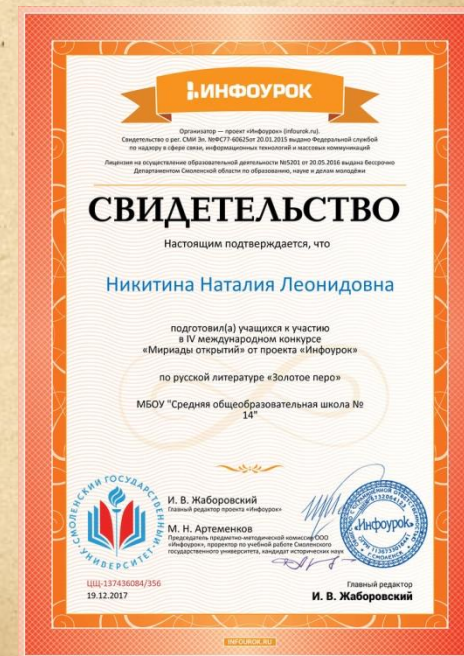 ИНФОУРОК
Организатор — проект «Инфоурок» (infourok.ru).
Свидетельство о рег. СМИ Эл. №ФС77-60625от 20.01.2015 выдано Федеральной службой
по надзору в сфере связи, информационных технологий и массовых коммуникаций
Лицензия на осуществление образовательной деятельности №5201 от 20.05.2016 выдана бессрочно
Департаментом Смоленской области по образованию, науке и делам молодёжи
СВИДЕТЕЛЬСТВО
Настоящим подтверждается, что
Никитина Наталия Леонидовна
подготовил(а) учащихся к участию
в IV международном конкурсе
«Мириады открытий» от проекта «Инфоурок»
по русской литературе «Золотое перо»
МБОУ "Средняя общеобразовательная школа №
14"
СМОЛЕНСКИЙ ГОСУДАРСТВЕННЫЙ УНИВЕРСИТЕТ
И. В. Жаборовский
Главный редактор проекта «Инфоурок»
М. Н. Артеменков
Председатель предметно-методической комиссии ООО
«Инфоурок», проректор по учебной работе Смоленского
государственного университета, кандидат исторических наук
«Инфоурок»
г. СМОЛЕНСК
ЦЩ-137436084/356
19.12.2017
Главный редактор
И. В. Жаборовский
INFOUROK.RU